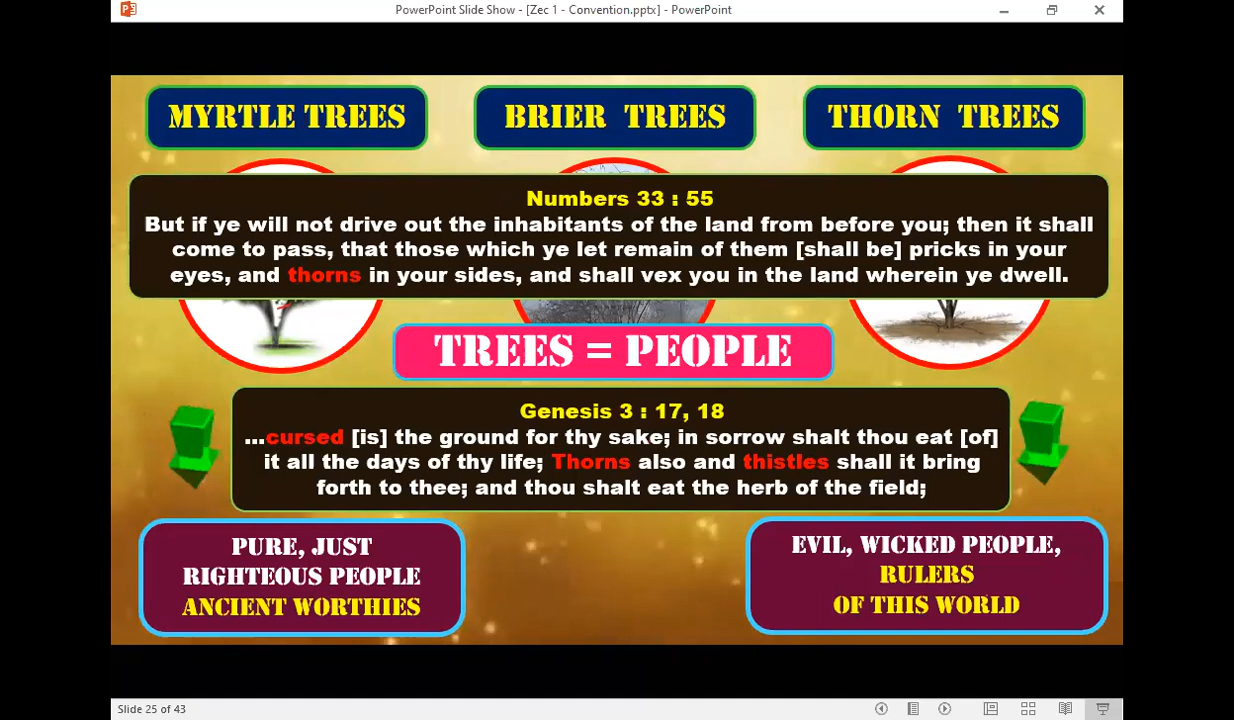 PowerPoint Slide Show - [Zec 1 - Convention.pptx] - PowerPoint
MYRTLE TREES
BRIER TREES
THORN TREES
Numbers 33 : 55
But if ye will not drive out the inhabitants of the land from before you; then it shall
come to pass, that those which ye let remain of them [shall be] pricks in your
eyes, and thorns in your sides, and shall vex you in the land wherein ye dwell.
TREES = PEOPLE
Genesis 3 : 17, 18
...cursed [is] the ground for thy sake; in sorrow shalt thou eat [of]
it all the days of thy life; Thorns also and thistles shall it bring
forth to thee; and thou shalt eat the herb of the field;
PURE, JUST
RIGHTEOUS PEOPLE
ANCIENT WORTHIES
EVIL, WICKED PEOPLE,
RULERS
OF THIS WORLD
Slide 25 of 43